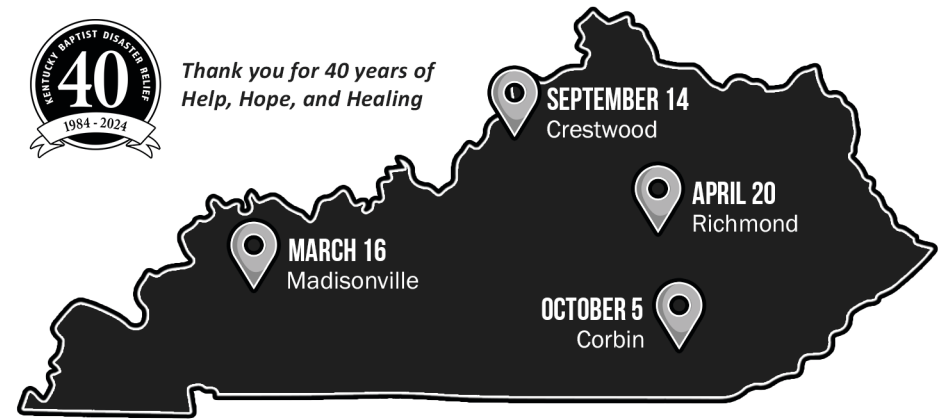 KENTUCKY BAPTIST DISASTER RELIEF
40
1984 - 2024
Thank you for 40 years of
Help, Hope, and Healing
SEPTEMBER 14
Crestwood
APRIL 20
Richmond
MARCH 16
Madisonville
OCTOBER 5
Corbin